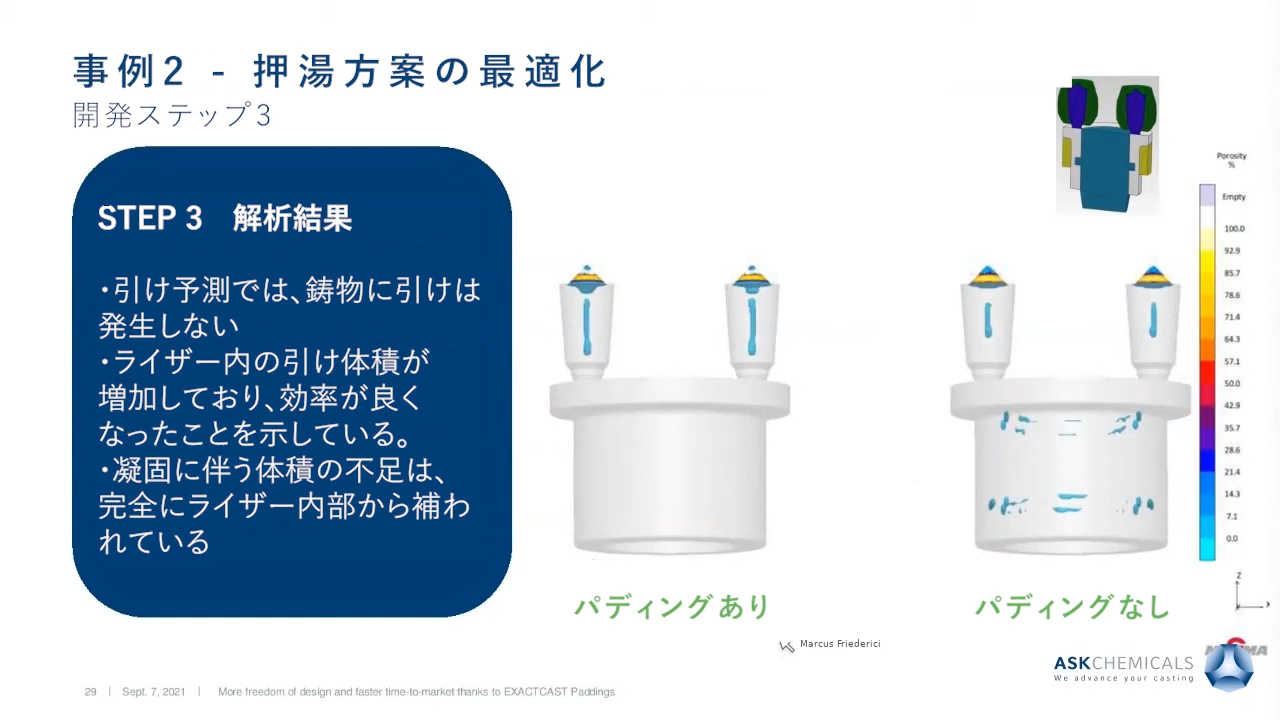 事例2 - 押湯方案の最適化
開発ステップ3
STEP 3　解析結果
・引け予測では、鋳物に引けは
発生しない
・ライザー内の引け体積が
増加しており、効率が良く
なったことを示している。
・凝固に伴う体積の不足は、
完全にライザー内部から補わ
れている
パディングあり
パディングなし
Porosity
%
Empty
100.0
92.9
85.7
78.6
71.4
64.3
57.1
50.0
42.9
35.7
28.6
21.4
14.3
7.1
0.0
Z
Marcus Friederici
ASKCHEMICALS
We advance your casting
29 | Sept. 7, 2021 | More freedom of design and faster time-to-market thanks to EXACTCAST Paddings